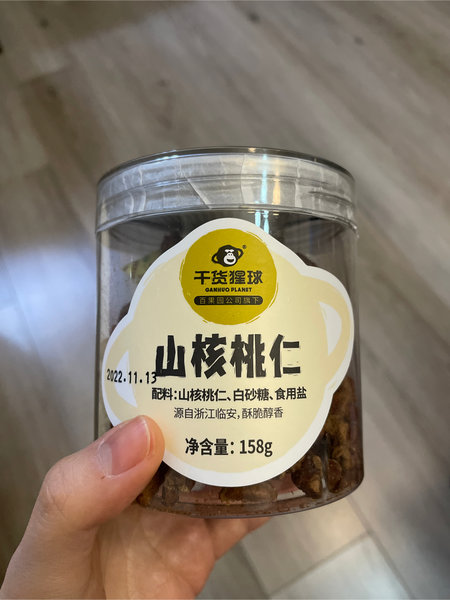 ®
干货猩球
GANHUO PLANET
百果园公司旗下
山核桃仁
2022.11.13
配料:山核桃仁、白砂糖、食用盐
源自浙江临安,酥脆醇香
净含量: 158g